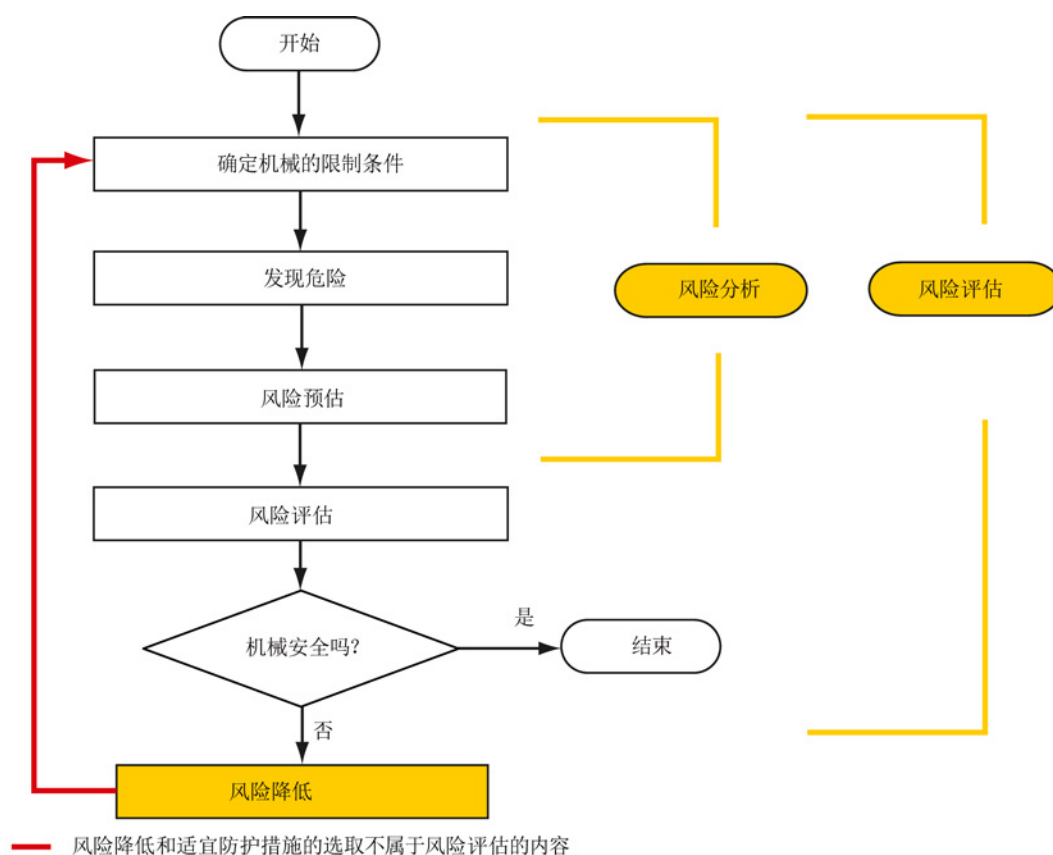 开始
确定机械的限制条件
发现危险
风险分析
风险评估
风险预估
风险评估
机械安全吗?
是
结束
否
风险降低
风险降低和适宜防护措施的选取不属于风险评估的内容